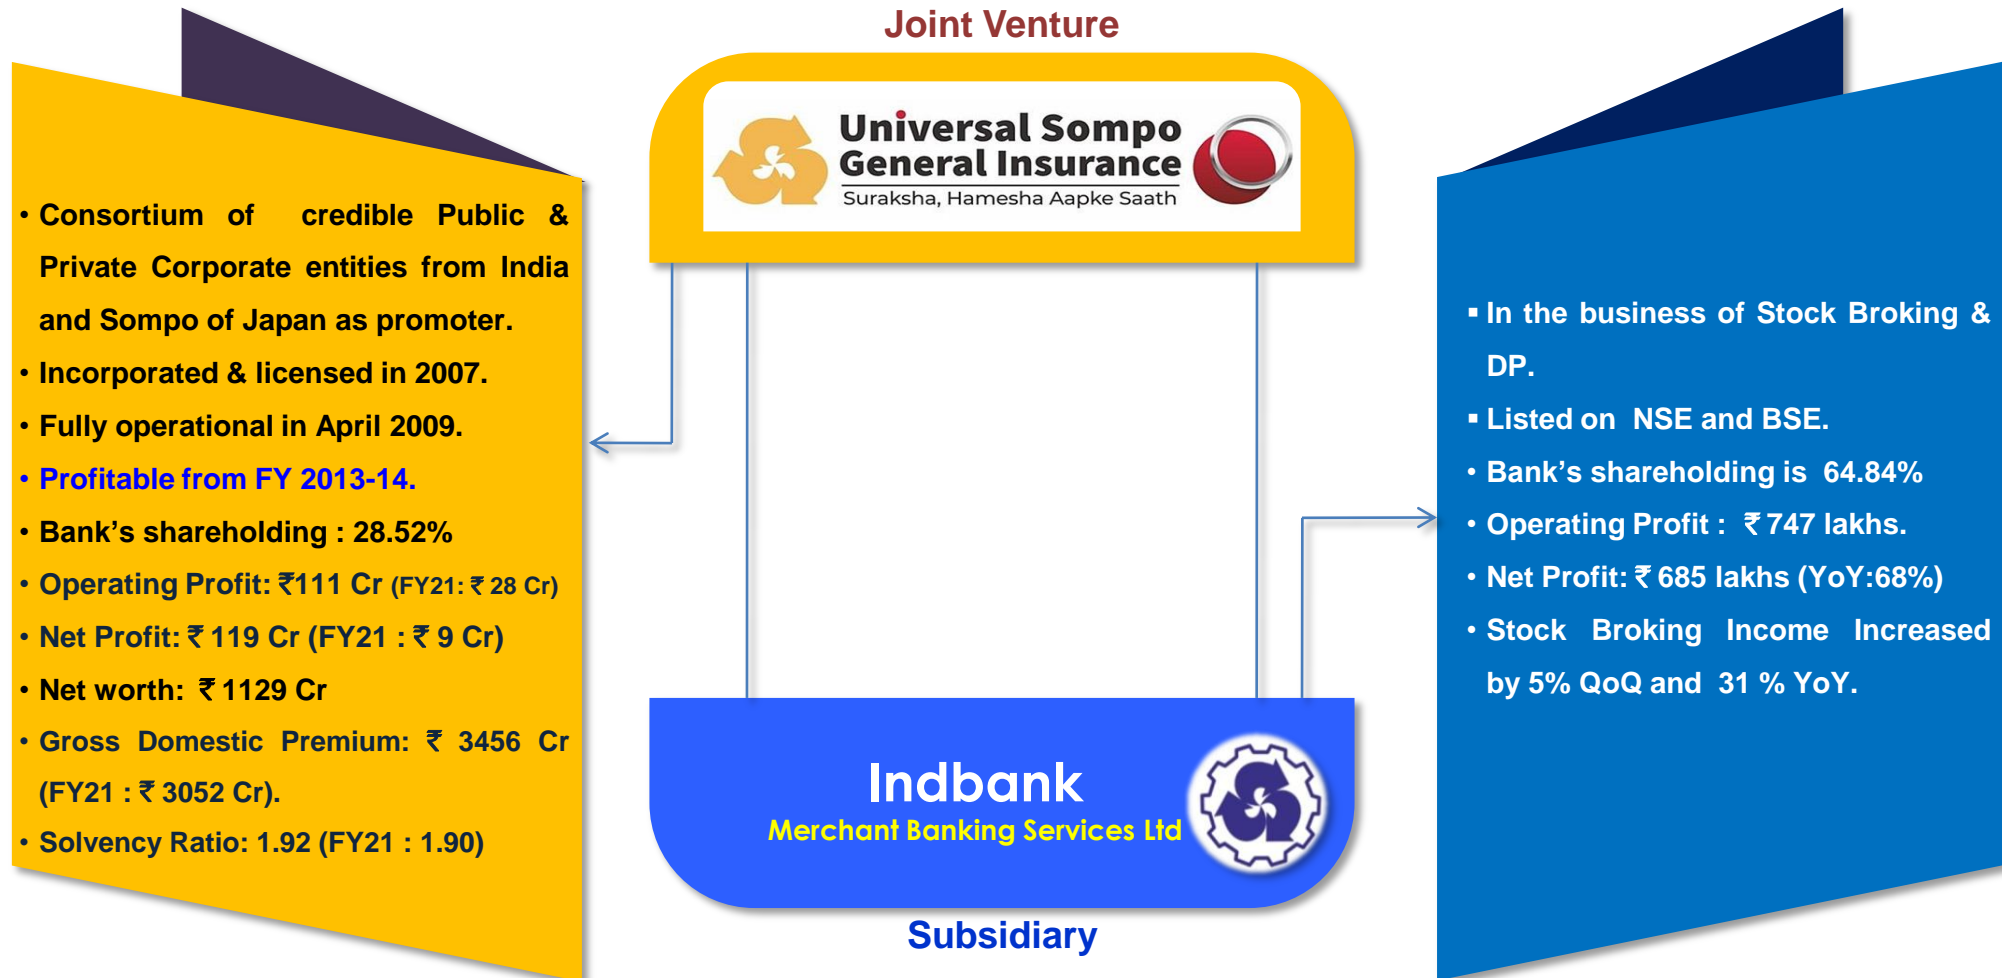 Joint Venture
Universal Sompo
General Insurance
Suraksha, Hamesha Aapke Saath
• Consortium of credible Public &
Private Corporate entities from India
and Sompo of Japan as promoter.
• Incorporated & licensed in 2007.
• Fully operational in April 2009.
• Profitable from FY 2013-14.
• Bank’s shareholding : 28.52%
• Operating Profit: ₹111 Cr (FY21: ₹ 28 Cr)
• Net Profit: ₹ 119 Cr (FY21 : ₹ 9 Cr)
• Net worth: ₹ 1129 Cr
• Gross Domestic Premium: ₹ 3456 Cr
(FY21 : ₹ 3052 Cr).
• Solvency Ratio: 1.92 (FY21 : 1.90)
▪ In the business of Stock Broking &
DP.
▪ Listed on NSE and BSE.
• Bank’s shareholding is 64.84%
• Operating Profit : ₹ 747 lakhs.
• Net Profit: ₹ 685 lakhs (YoY:68%)
• Stock Broking Income Increased
by 5% QoQ and 31 % YoY.
Indbank
Merchant Banking Services Ltd
Subsidiary